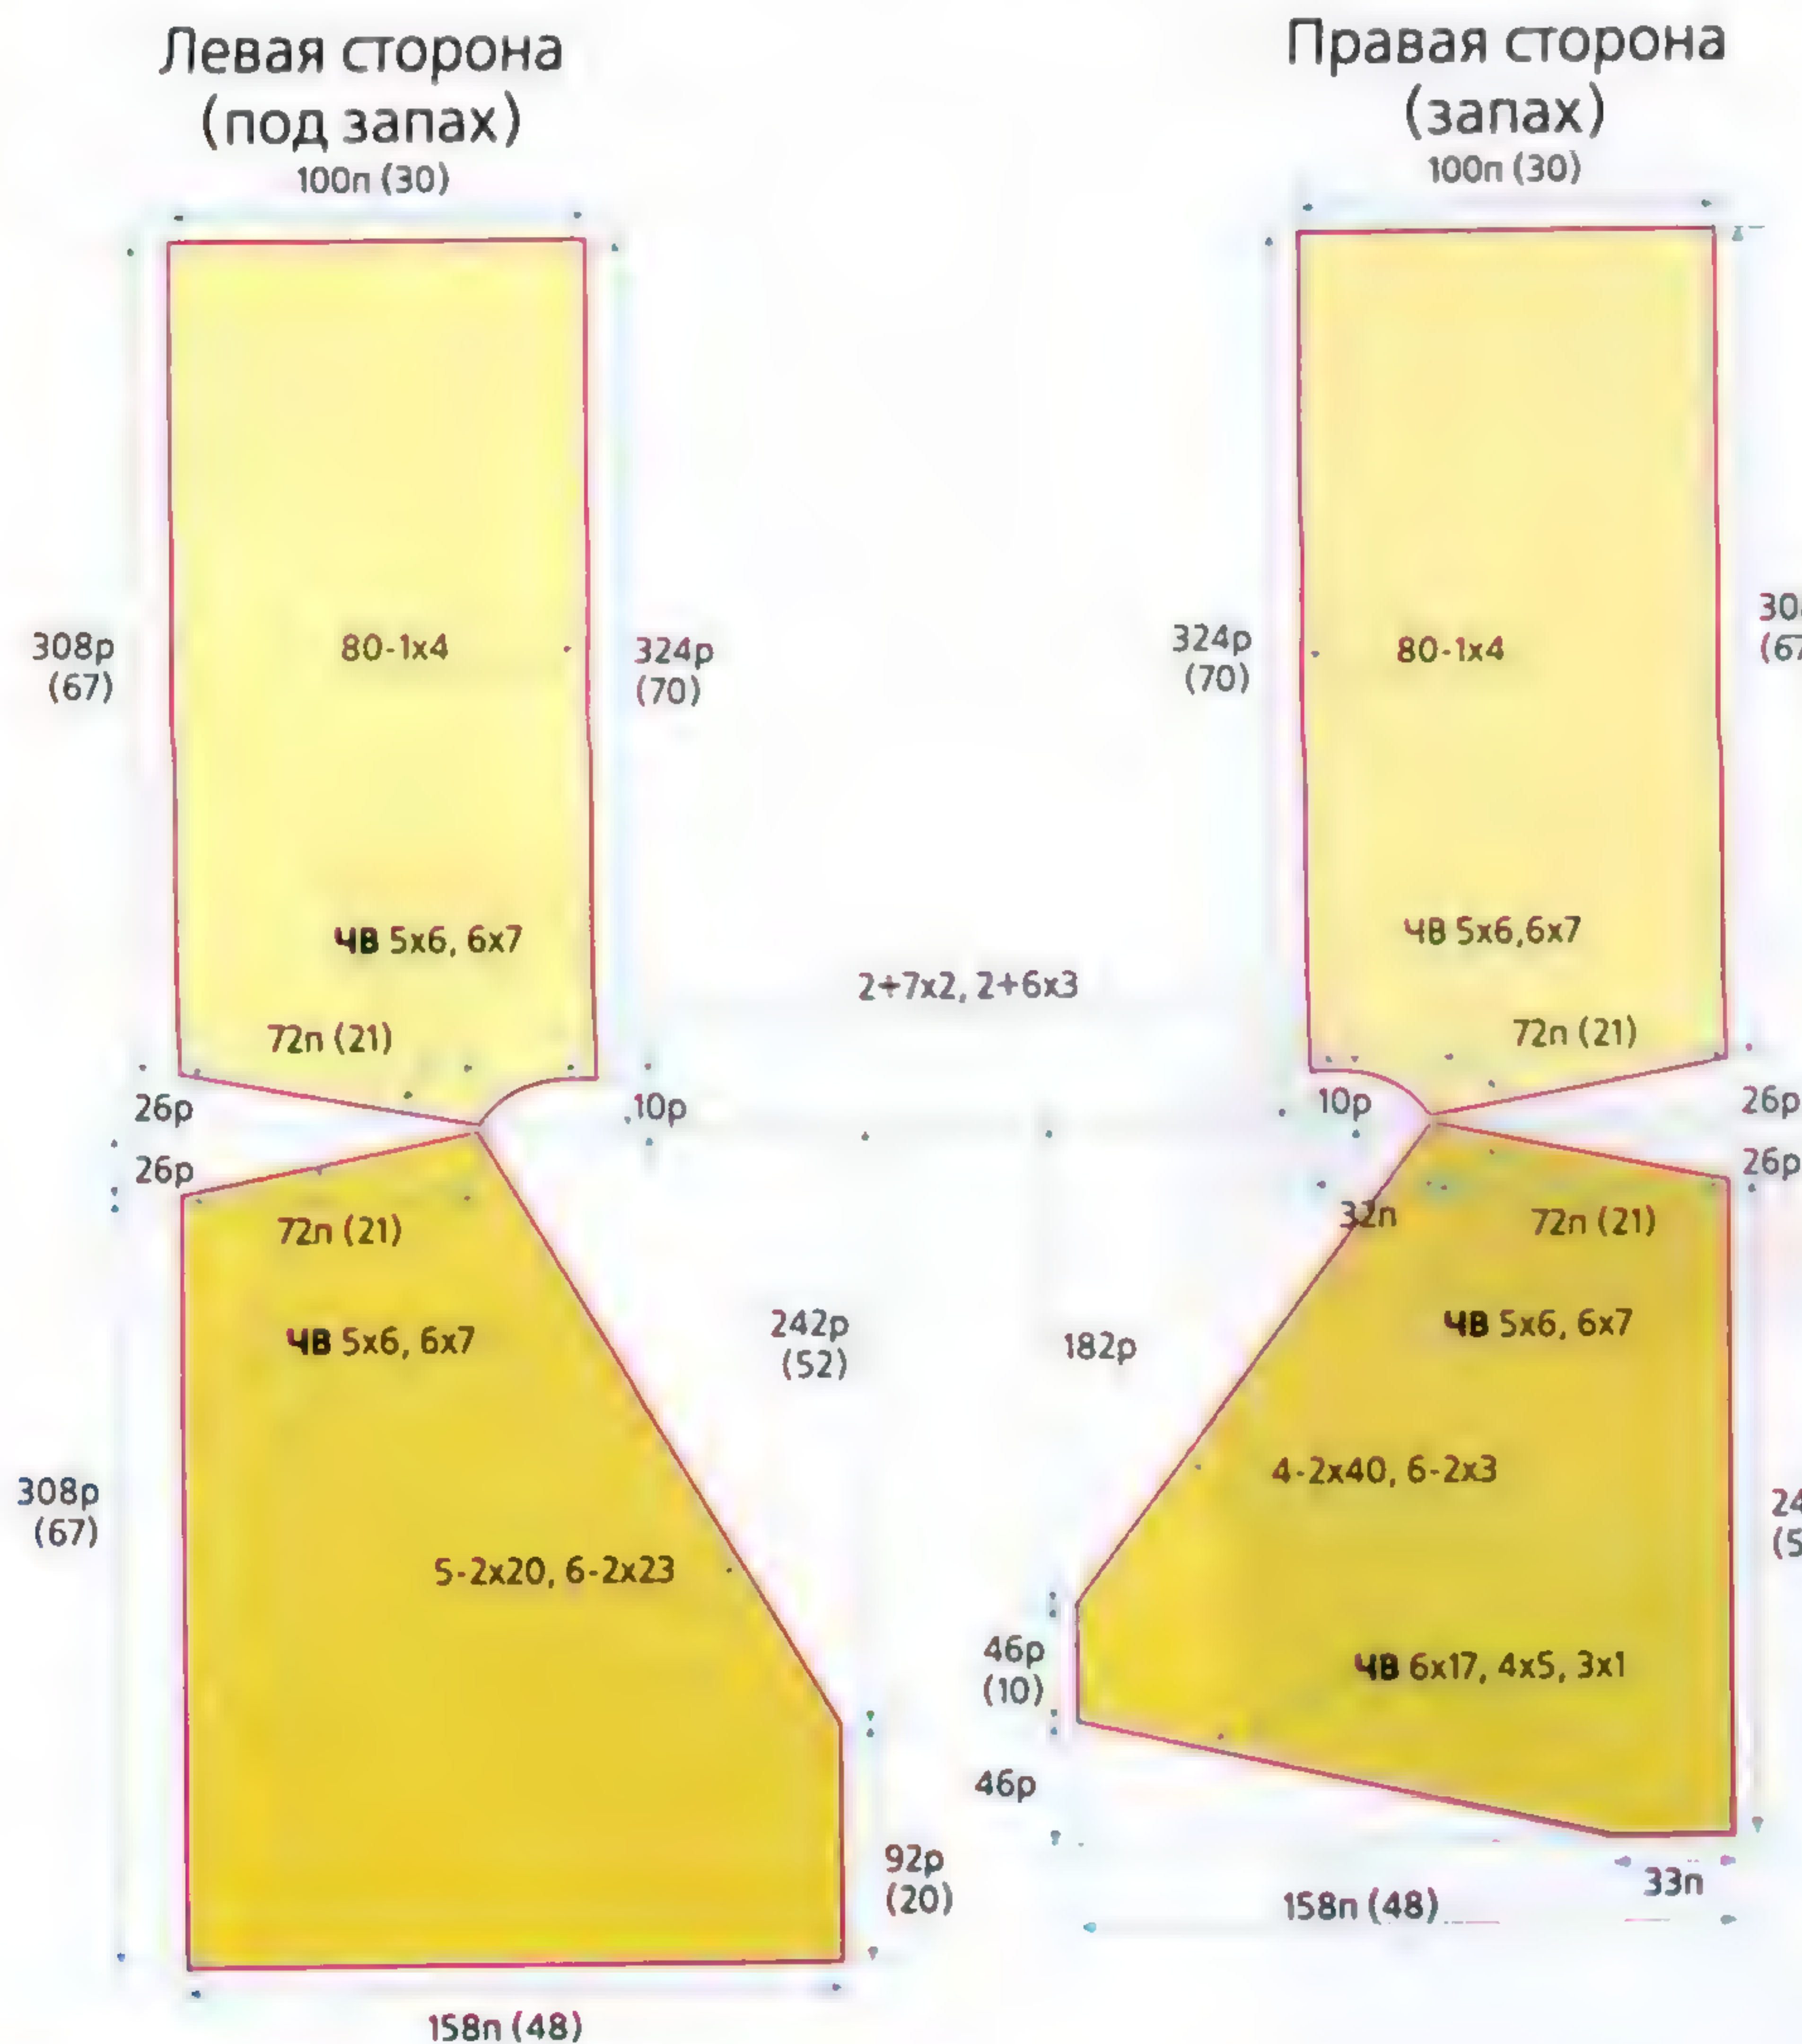 Левая сторона
(под запах)
100п (30)
308р
(67)
80-1х4
324р
(70)
ЧВ 5х6, 6х7
72п (21)
26р
10р
26р
72п (21)
ЧВ 5х6, 6х7
242р
(52)
308р
(67)
5-2х20, 6-2х23
92р
(20)
158п (48)
2+7х2, 2+6х3
Правая сторона
(запах)
100п (30)
324р
(70)
80-1х4
ЧВ 5х6,6х7
72п (21)
10р
26р
26р
32п
72п (21)
ЧВ 5х6, 6х7
182р
4-2х40, 6-2х3
46р
(10)
ЧВ 6х17, 4х5, 3х1
46р
33п
158п (48)